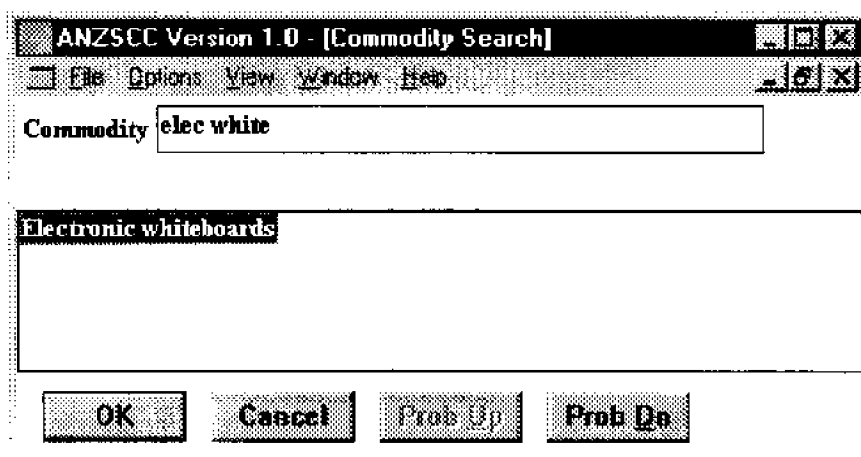 ANZSCC Version 1.0 - [Commodity Search]
File Options View Window Help
Commodity elec white
Electronic whiteboards
OK Cancel Prob Up Prob Dn